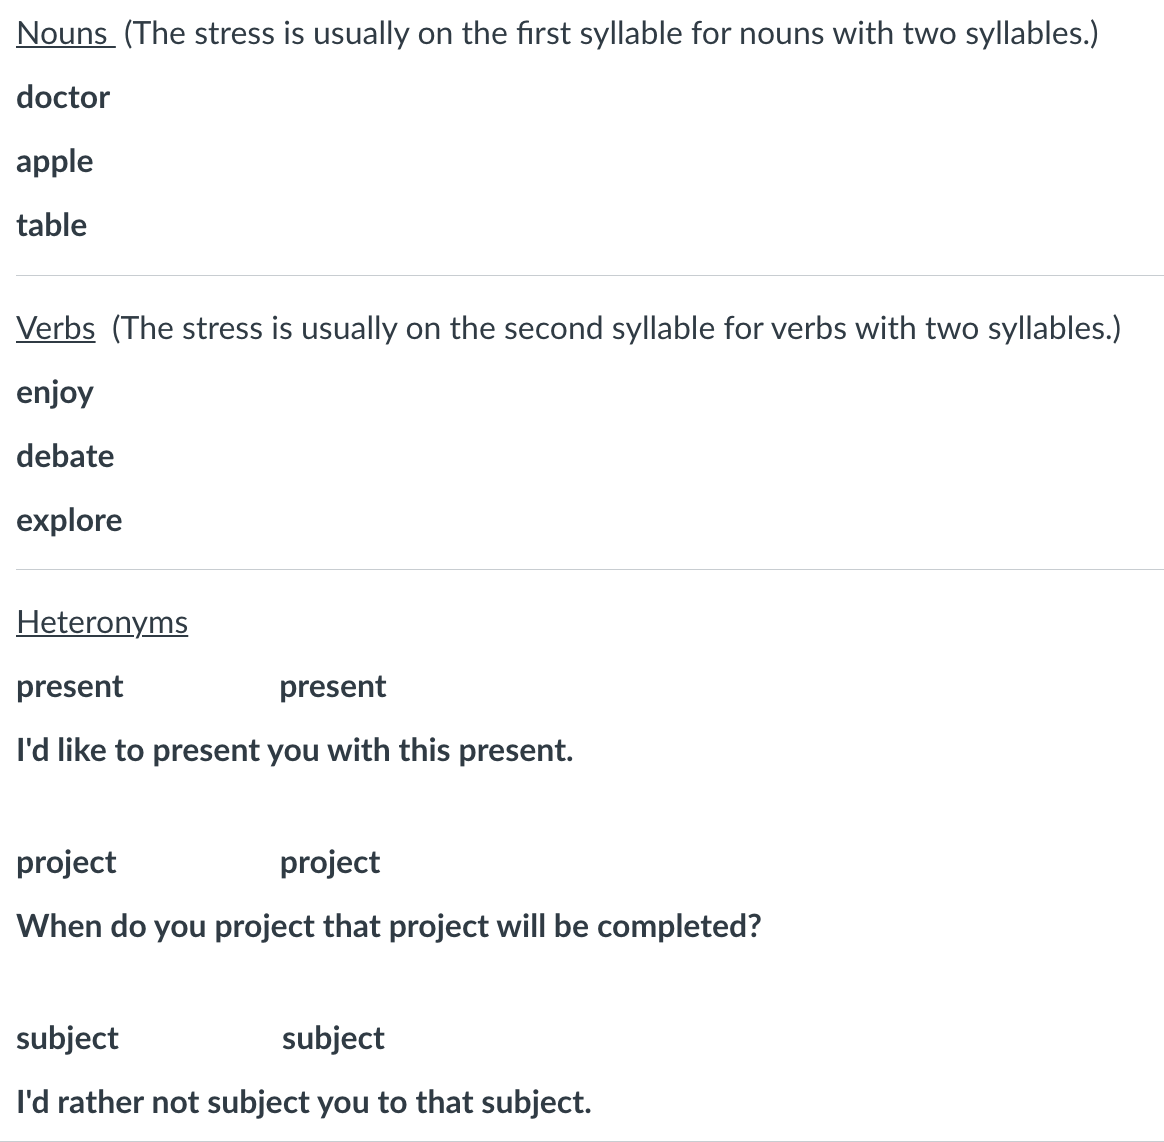 Nouns (The stress is usually on the first syllable for nouns with two syllables.)
doctor
apple
table
Verbs (The stress is usually on the second syllable for verbs with two syllables.)
enjoy
debate
explore
Heteronyms
present present
I'd like to present you with this present.
project project
When do you project that project will be completed?
subject subject
I'd rather not subject you to that subject.